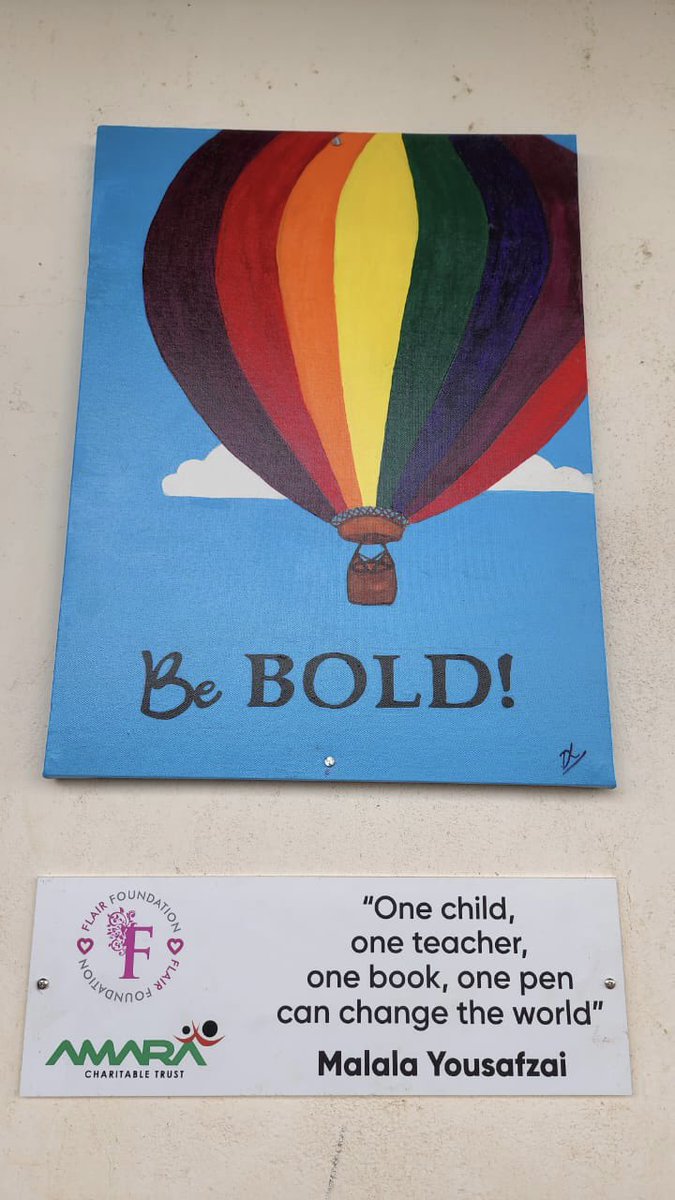 Be BOLD!
DL
FLAIR FOUNDATION
FLAIR FOUNDATION
F
AMARA
CHARITABLE TRUST
“One child,
one teacher,
one book, one pen
can change the world”
Malala Yousafzai